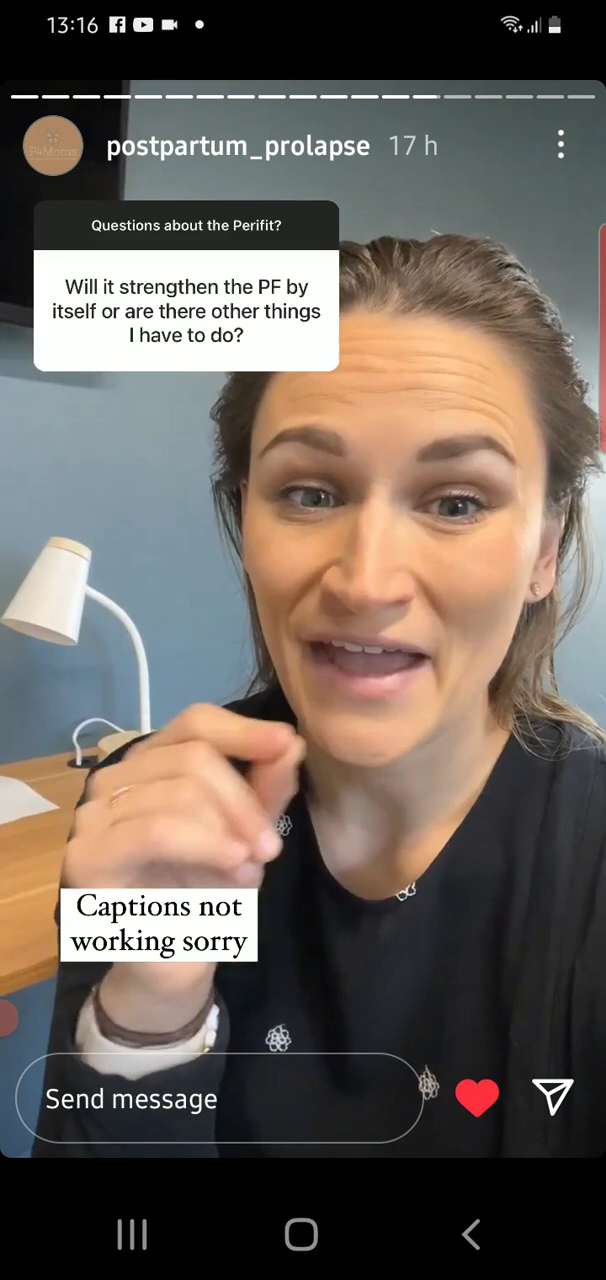 13:16
P4Moms
postpartum_prolapse 17 h
Questions about the Perifit?
Will it strengthen the PF by
itself or are there other things
I have to do?
Captions not
working sorry
Send message